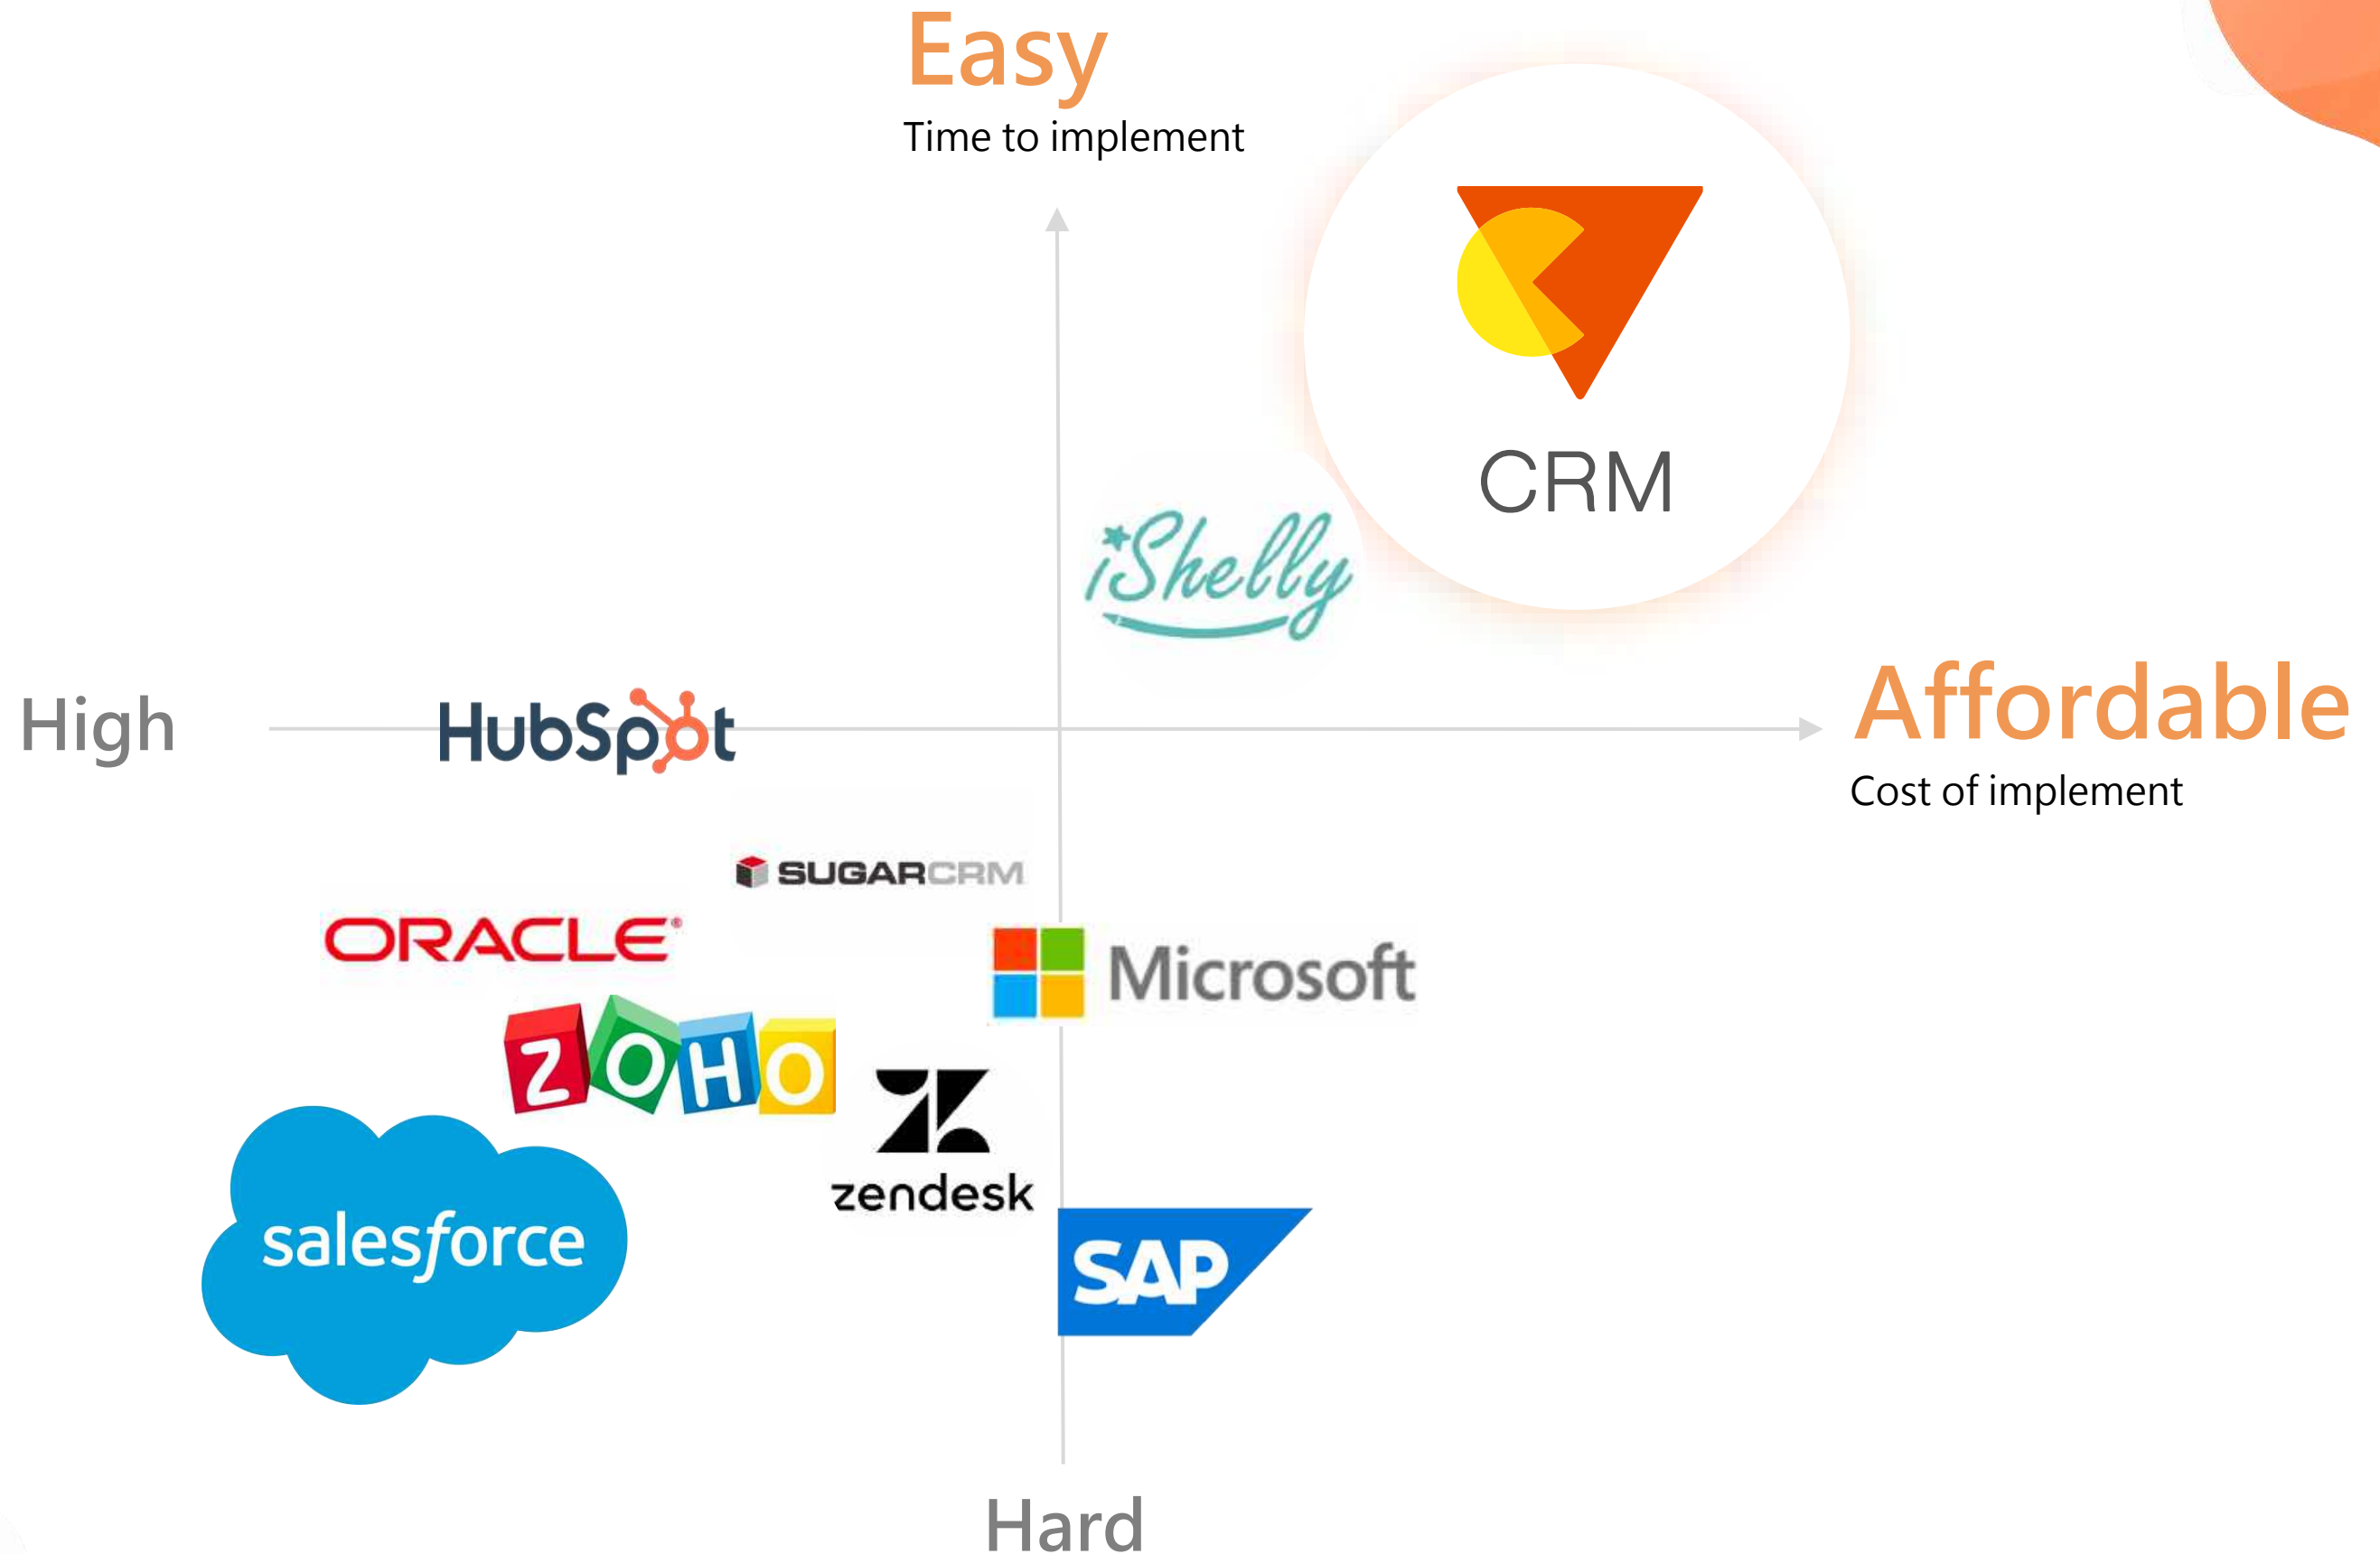 Easy
Time to implement
CRM
iShelly
High
HubSpot
Affordable
Cost of implement
SUGARCRM
ORACLE®
Microsoft
ZOHO
zendesk
salesforce
SAP
Hard